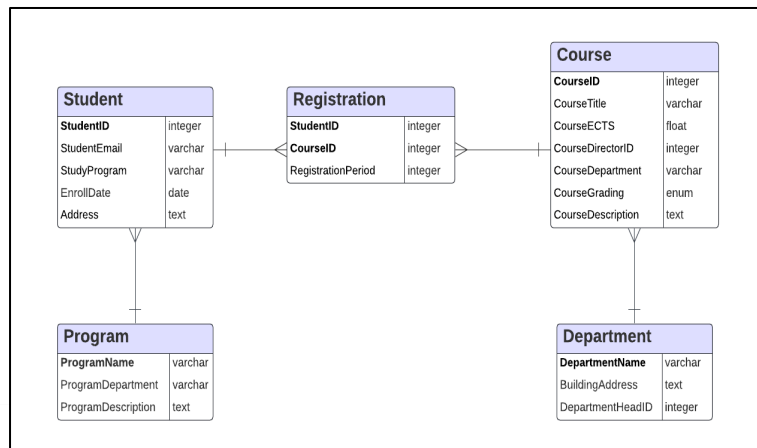 Student
StudentID integer
StudentEmail varchar
StudyProgram varchar
EnrollDate date
Address text
Registration
StudentID integer
CourseID integer
RegistrationPeriod integer
Course
CourseID integer
CourseTitle varchar
CourseECTS float
CourseDirectorID integer
CourseDepartment varchar
CourseGrading enum
CourseDescription text
Program
ProgramName varchar
ProgramDepartment varchar
ProgramDescription text
Department
DepartmentName varchar
BuildingAddress text
DepartmentHeadID integer